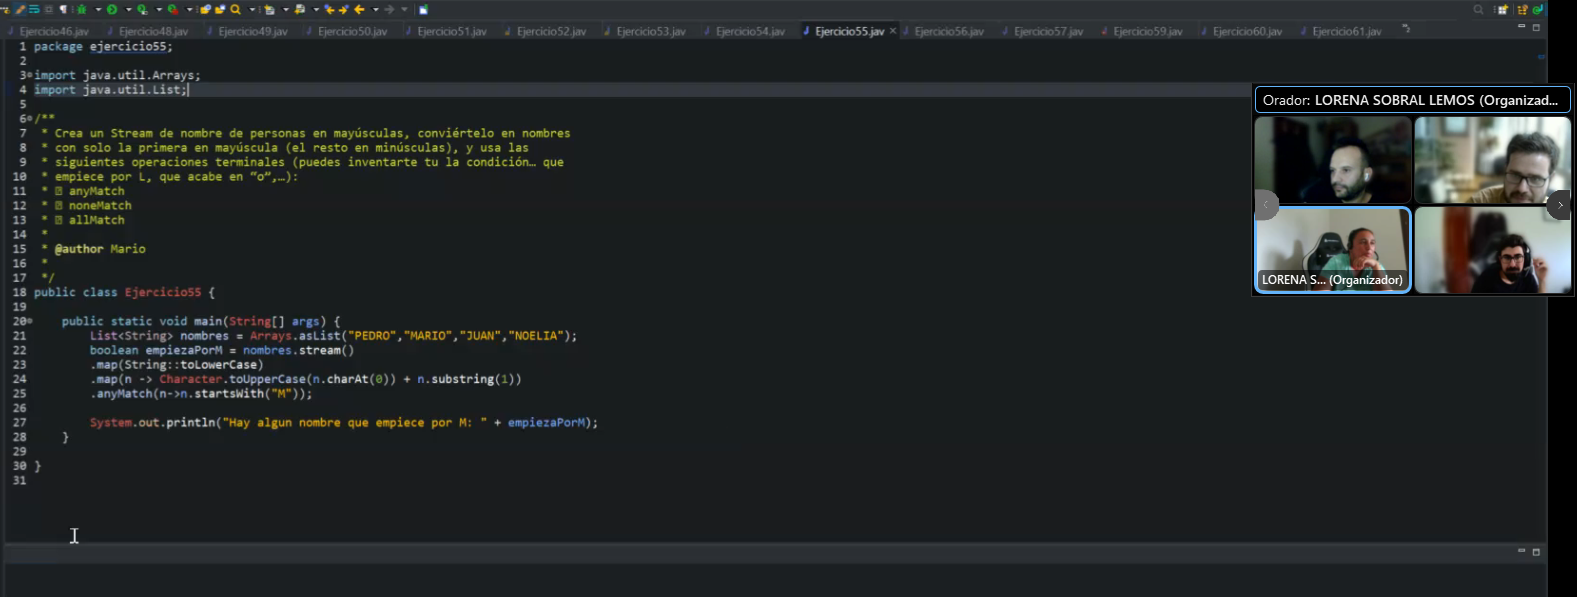 Ejercicio46.jav Ejercicio48.jav Ejercicio49.jav Ejercicio50.jav Ejercicio51.jav Ejercicio52.jav Ejercicio53.jav Ejercicio54.jav Ejercicio55.jav Ejercicio56.jav Ejercicio57.jav Ejercicio59.jav Ejercicio60.jav Ejercicio61.jav
1 package ejercicio55;
2
3 import java.util.Arrays;
4 import java.util.List;
5
6 /**
7 * Crea un Stream de nombre de personas en mayúsculas, conviértelo en nombres
8 * con solo la primera en mayúscula (el resto en minúsculas), y usa las
9 * siguientes operaciones terminales (puedes inventarte tu la condición… que
10 * empiece por L, que acabe en “o”,…):
11 * anyMatch
12 * noneMatch
13 * allMatch
14 *
15 * @author Mario
16 *
17 */
18 public class Ejercicio55 {
19
20 public static void main(String[] args) {
21 List<String> nombres = Arrays.asList("PEDRO","MARIO","JUAN","NOELIA");
22 boolean empiezaPorM = nombres.stream()
23 .map(String::toLowerCase)
24 .map(n -> Character.toUpperCase(n.charAt(0)) + n.substring(1))
25 .anyMatch(n->n.startsWith("M"));
26
27 System.out.println("Hay algun nombre que empiece por M: " + empiezaPorM);
28 }
29
30 }
31
Orador: LORENA SOBRAL LEMOS (Organizad...
LORENA S... (Organizador)